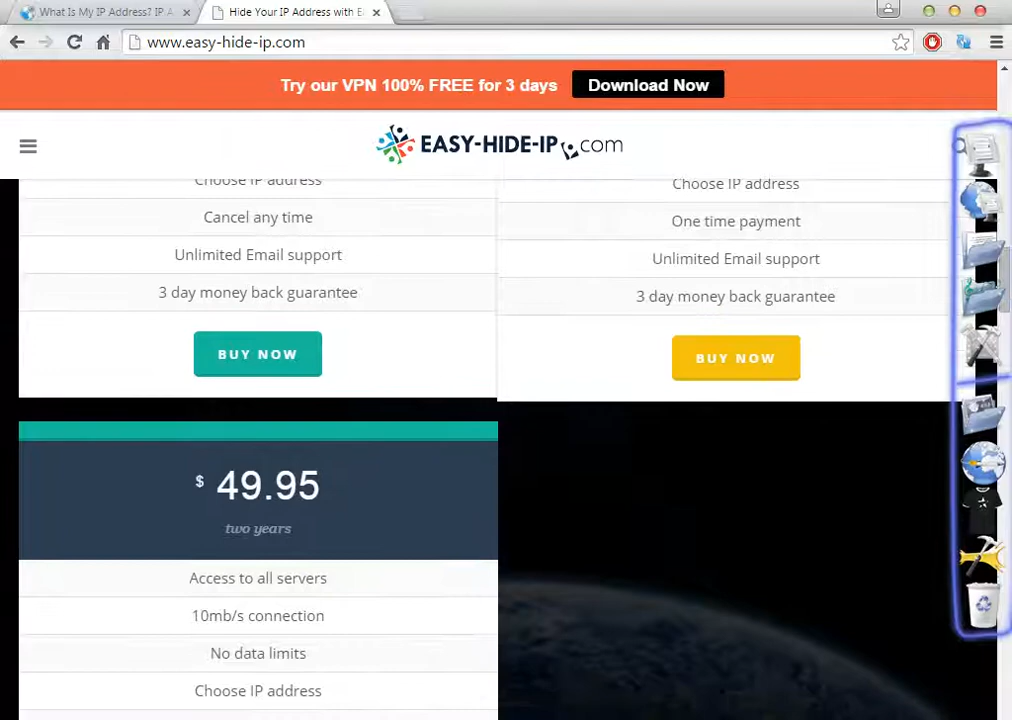 What Is My IP Address? IP A
Hide Your IP Address with E
www.easy-hide-ip.com
Try our VPN 100% FREE for 3 days
Download Now
EASY-HIDE-IP.com
Choose IP address
Cancel any time
Unlimited Email support
3 day money back guarantee
BUY NOW
Choose IP address
One time payment
Unlimited Email support
3 day money back guarantee
BUY NOW
$ 49.95
two years
Access to all servers
10mb/s connection
No data limits
Choose IP address